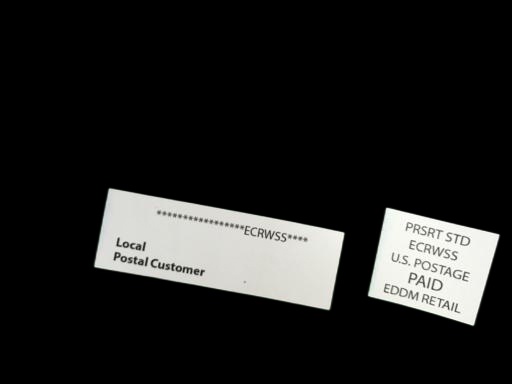 *****************ECRWSS****
Local
Postal Customer
PRSRT STD
ECRWSS
U.S. POSTAGE
PAID
EDDM RETAIL